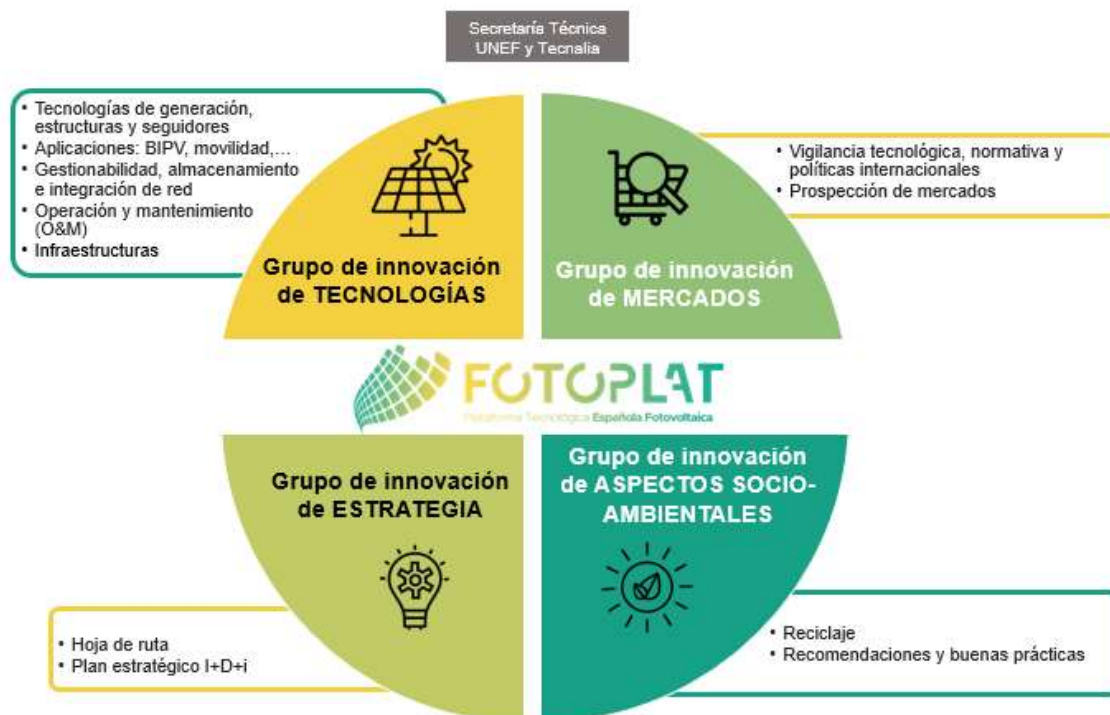 Secretaría Técnica
UNEF y Tecnalia
• Tecnologías de generación,
estructuras y seguidores
• Aplicaciones: BIPV, movilidad,...
• Gestionabilidad, almacenamiento
e integración de red
• Operación y mantenimiento
(O&M)
• Infraestructuras
Grupo de innovación
de TECNOLOGÍAS
Grupo de innovación
de MERCADOS
• Vigilancia tecnológica, normativa y
políticas internacionales
• Prospección de mercados
FOTOPLAT
Plataforma Tecnológica Española Fotovoltaica
Grupo de innovación
de ESTRATEGIA
Grupo de innovación
de ASPECTOS SOCIO-
AMBIENTALES
• Hoja de ruta
• Plan estratégico I+D+i
• Reciclaje
• Recomendaciones y buenas prácticas